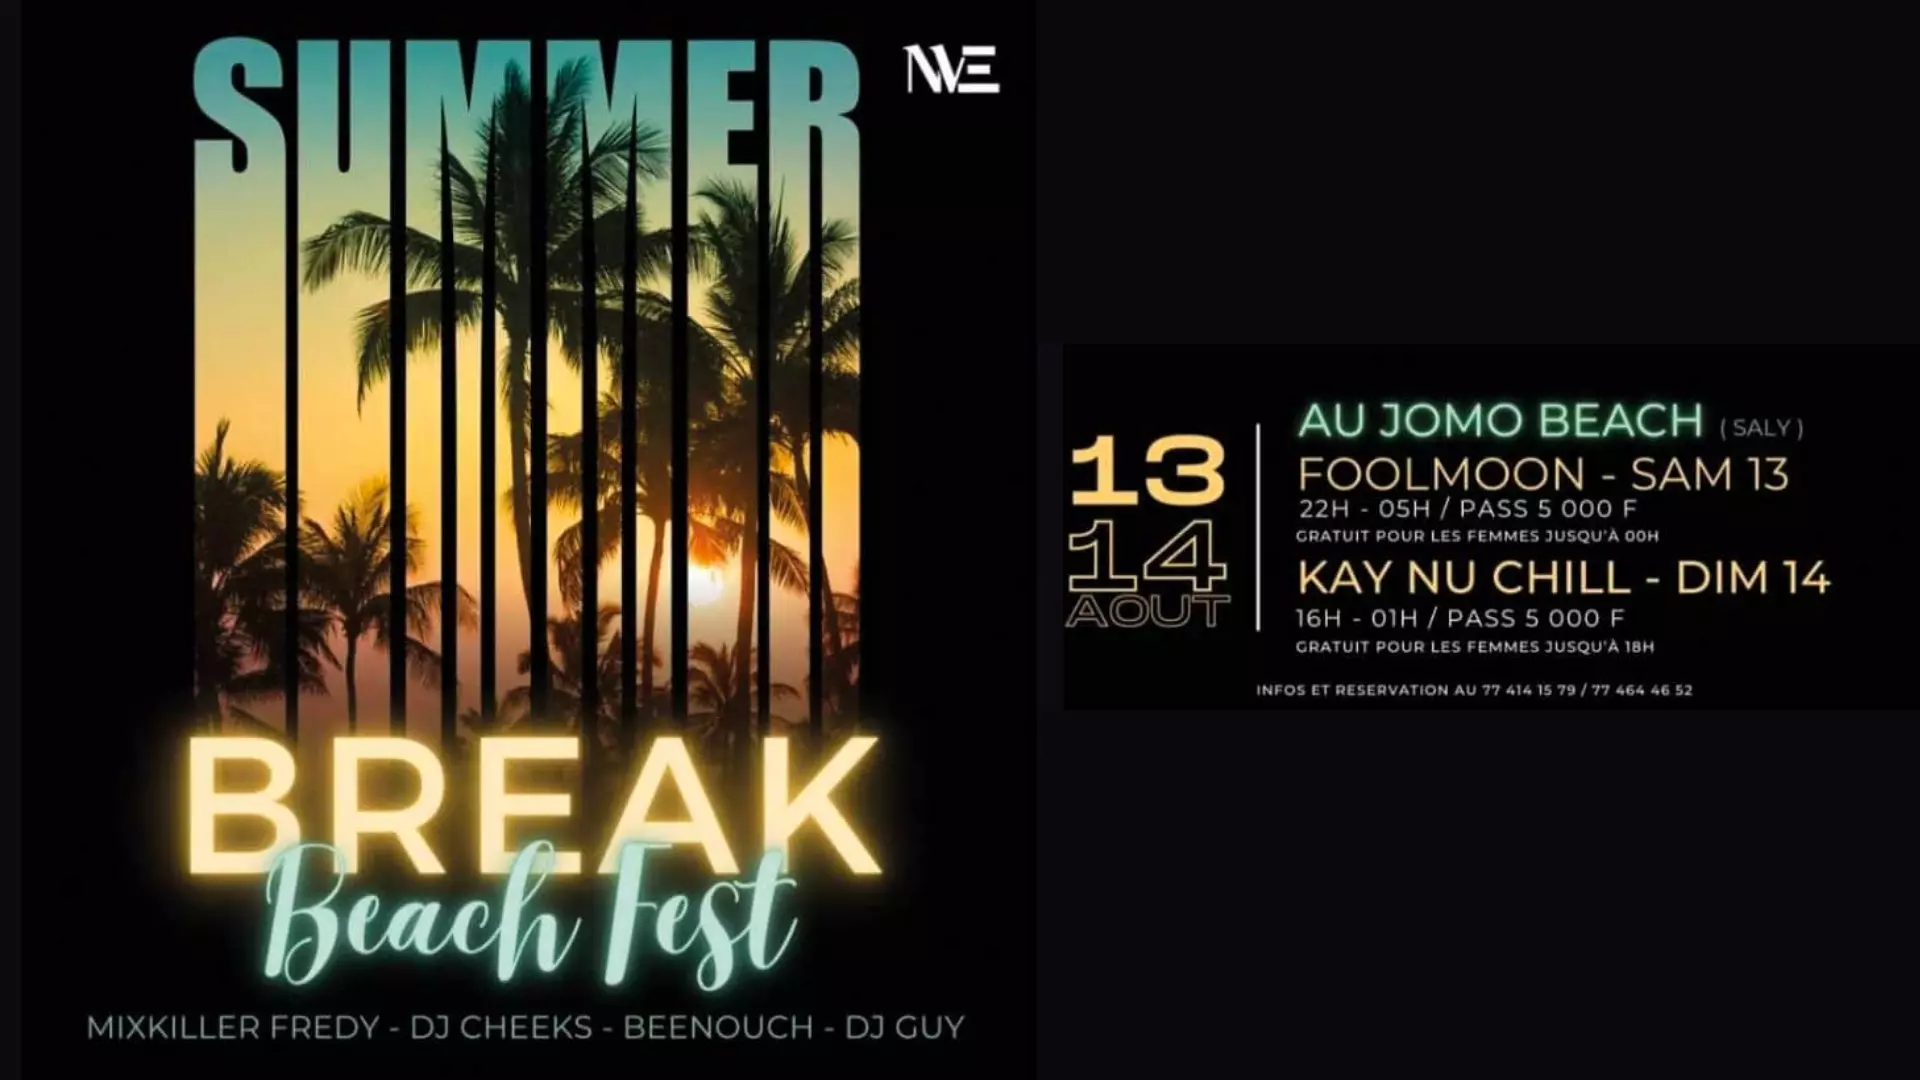 SUMMER
NVE
BREAK
Beach Fest
MIXKILLER FREDY - DJ CHEEKS - BEENOUCH - DJ GUY
13
14
AOUT
AU JOMO BEACH ( SALY )
FOOLMOON - SAM 13
22H - 05H / PASS 5 000 F
GRATUIT POUR LES FEMMES JUSQU'À 00H
KAY NU CHILL - DIM 14
16H - 01H / PASS 5 000 F
GRATUIT POUR LES FEMMES JUSQU'À 18H
INFOS ET RESERVATION AU 77 414 15 79 / 77 464 46 52